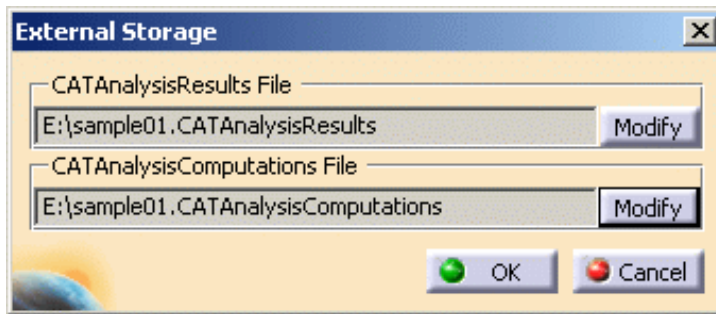 External Storage
CATAnalysisResults File
E:\sample01.CATAnalysisResults Modify
CATAnalysisComputations File
E:\sample01.CATAnalysisComputations Modify
OK Cancel